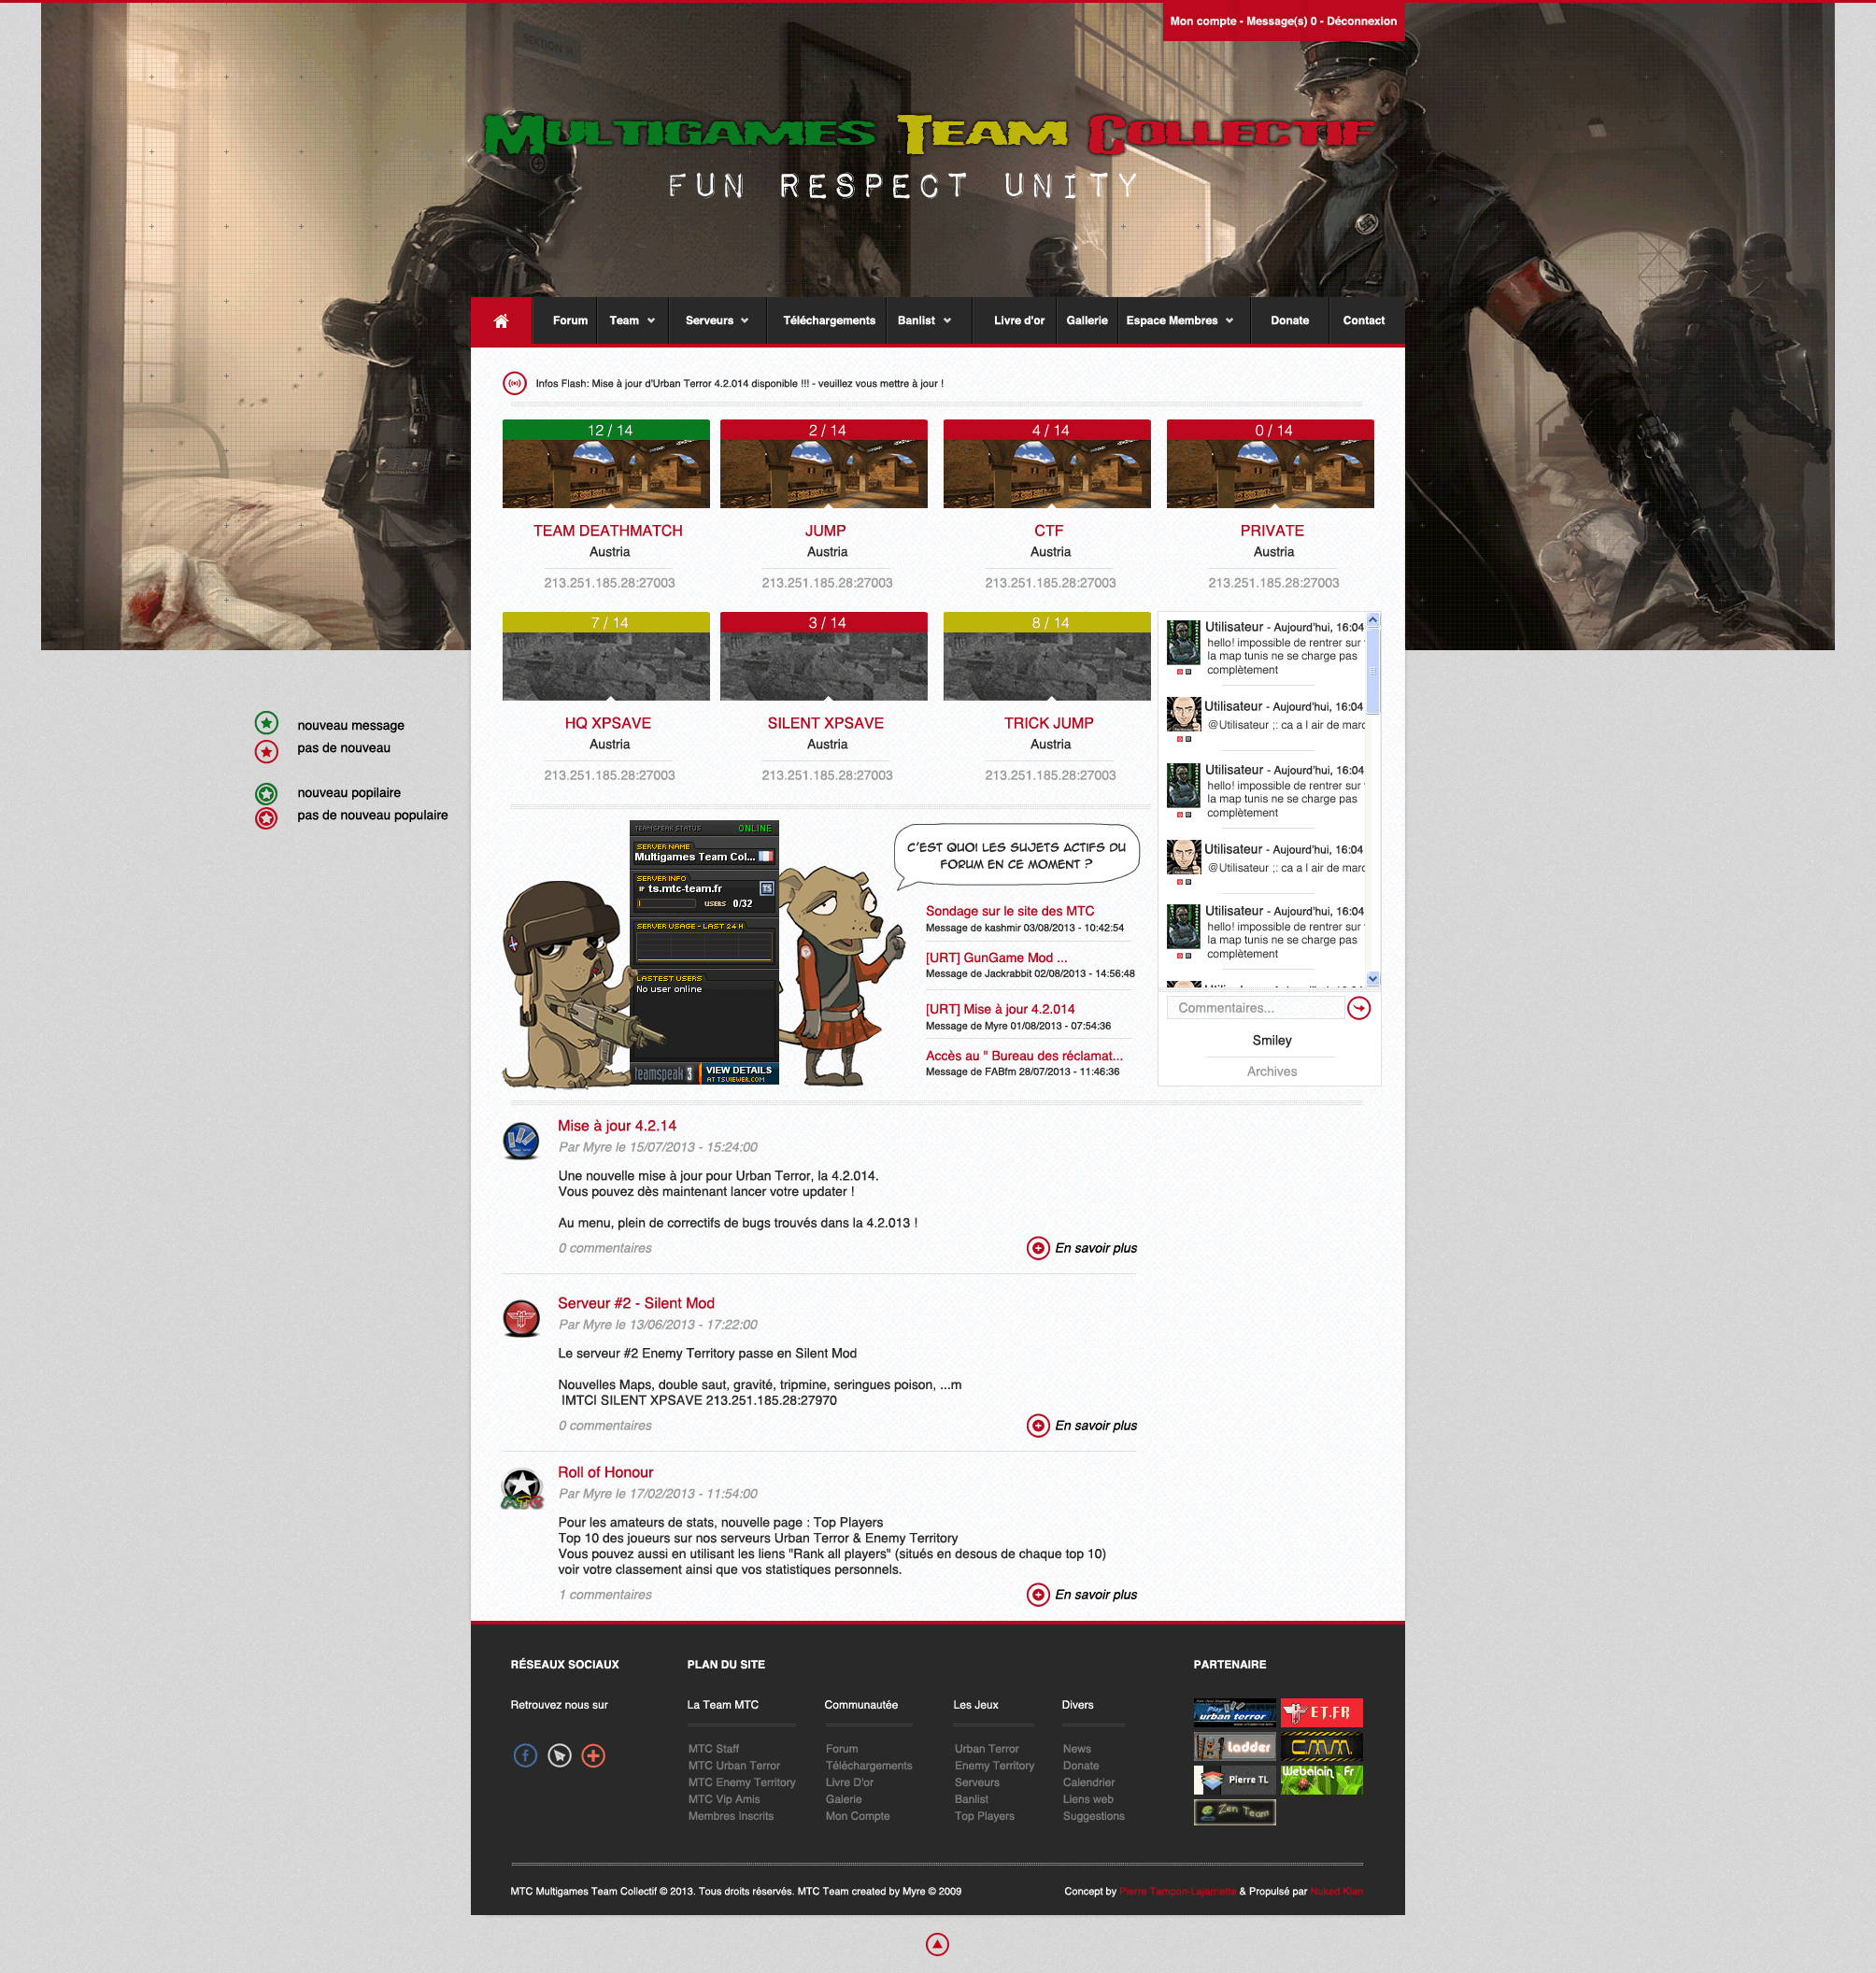 Mon compte - Message(s) 0 - Déconnexion
SEKTION H
MULTIGAMES TEAM COLLECTIF
FUN RESPECT UNITY
Forum Team Serveurs Téléchargements Banlist Livre d'or Gallerie Espace Membres Donate Contact
Infos Flash: Mise à jour d'Urban Terror 4.2.014 disponible !!! - veuillez vous mettre à jour !
12 / 14
2 / 14
4 / 14
0 / 14
TEAM DEATHMATCH
JUMP
CTF
PRIVATE
Austria
Austria
Austria
Austria
213.251.185.28:27003
213.251.185.28:27003
213.251.185.28:27003
213.251.185.28:27003
7 / 14
3 / 14
8 / 14
HQ XPSAVE
SILENT XPSAVE
TRICK JUMP
Austria
Austria
Austria
213.251.185.28:27003
213.251.185.28:27003
213.251.185.28:27003
nouveau message
pas de nouveau
nouveau popilaire
pas de nouveau populaire
Utilisateur - Aujourd'hui, 16:04
hello! impossible de rentrer sur
la map tunis ne se charge pas
complètement
Utilisateur - Aujourd'hui, 16:04
@Utilisateur ;: ca a l air de marc
Utilisateur - Aujourd'hui, 16:04
hello! impossible de rentrer sur
la map tunis ne se charge pas
complètement
Utilisateur - Aujourd'hui, 16:04
@Utilisateur ;: ca a l air de marc
Utilisateur - Aujourd'hui, 16:04
hello! impossible de rentrer sur
la map tunis ne se charge pas
complètement
Commentaires...
Smiley
Archives
TEAMSPEAK STATUS ONLINE
SERVER NAME
Multigames Team Col...
SERVER INFO
IP ts.mtc-team.fr
TS
USERS 0/32
SERVER USAGE - LAST 24 H
LASTEST USERS
No user online
teamspeak 3
VIEW DETAILS
AT TSVIEWER.COM
C'EST QUOI LES SUJETS ACTIFS DU
FORUM EN CE MOMENT ?
Sondage sur le site des MTC
Message de kashmir 03/08/2013 - 10:42:54
[URT] GunGame Mod ...
Message de Jackrabbit 02/08/2013 - 14:56:48
[URT] Mise à jour 4.2.014
Message de Myre 01/08/2013 - 07:54:36
Accès au " Bureau des réclamat...
Message de FABfm 28/07/2013 - 11:46:36
Mise à jour 4.2.14
Par Myre le 15/07/2013 - 15:24:00
Une nouvelle mise à jour pour Urban Terror, la 4.2.014.
Vous pouvez dès maintenant lancer votre updater !
Au menu, plein de correctifs de bugs trouvés dans la 4.2.013 !
0 commentaires
En savoir plus
Serveur #2 - Silent Mod
Par Myre le 13/06/2013 - 17:22:00
Le serveur #2 Enemy Territory passe en Silent Mod
Nouvelles Maps, double saut, gravité, tripmine, seringues poison, ...m
|MTC| SILENT XPSAVE 213.251.185.28:27970
0 commentaires
En savoir plus
MTC
Roll of Honour
Par Myre le 17/02/2013 - 11:54:00
Pour les amateurs de stats, nouvelle page : Top Players
Top 10 des joueurs sur nos serveurs Urban Terror & Enemy Territory
Vous pouvez aussi en utilisant les liens "Rank all players" (situés en desous de chaque top 10)
voir votre classement ainsi que vos statistiques personnels.
1 commentaires
En savoir plus
RÉSEAUX SOCIAUX
Retrouvez nous sur
PLAN DU SITE
La Team MTC
MTC Staff
MTC Urban Terror
MTC Enemy Territory
MTC Vip Amis
Membres Inscrits
Communautée
Forum
Téléchargements
Livre D'or
Galerie
Mon Compte
Les Jeux
Urban Terror
Enemy Territory
Serveurs
Banlist
Top Players
Divers
News
Donate
Calendrier
Liens web
Suggestions
PARTENAIRE
Play urban terror
ET.FR
Ladder
C.M.M.
Pierre TL
Webalain . Fr
Zen Team
MTC Multigames Team Collectif © 2013. Tous droits réservés. MTC Team created by Myre © 2009
Concept by Pierre Tampon-Lajarriette & Propulsé par Nuked Klan